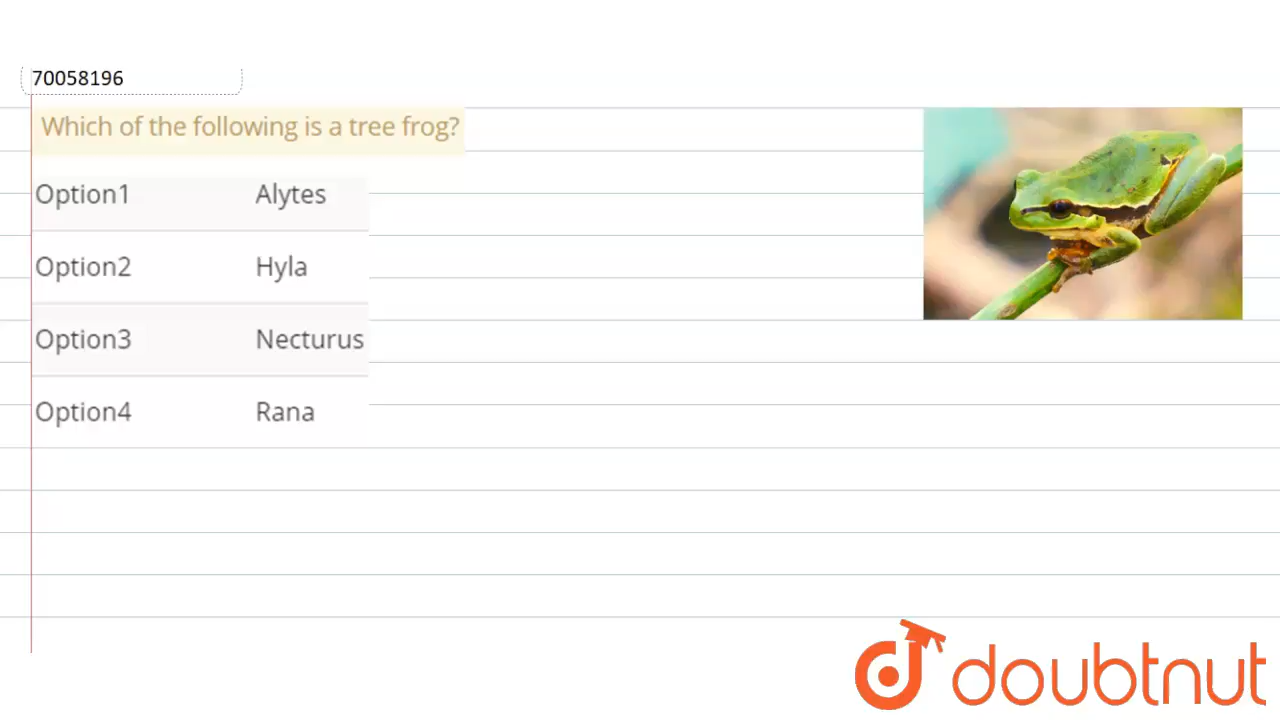 70058196
Which of the following is a tree frog?
Option1 Alytes
Option2 Hyla
Option3 Necturus
Option4 Rana
doubtnut